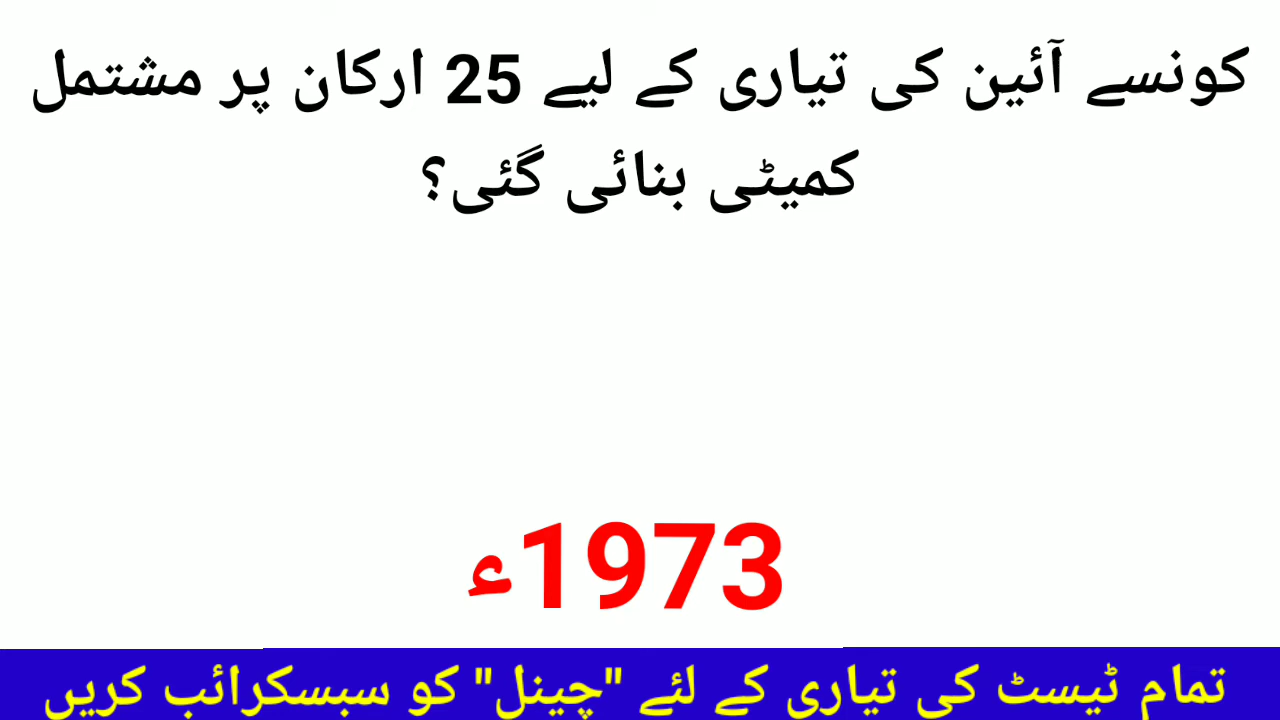 کونسے آئین کی تیاری کے لیے 25 ارکان پر مشتمل
کمیٹی بنائی گئی؟
1973ء
تمام ٹیسٹ کی تیاری کے لئے "چینل" کو سبسکرائب کریں